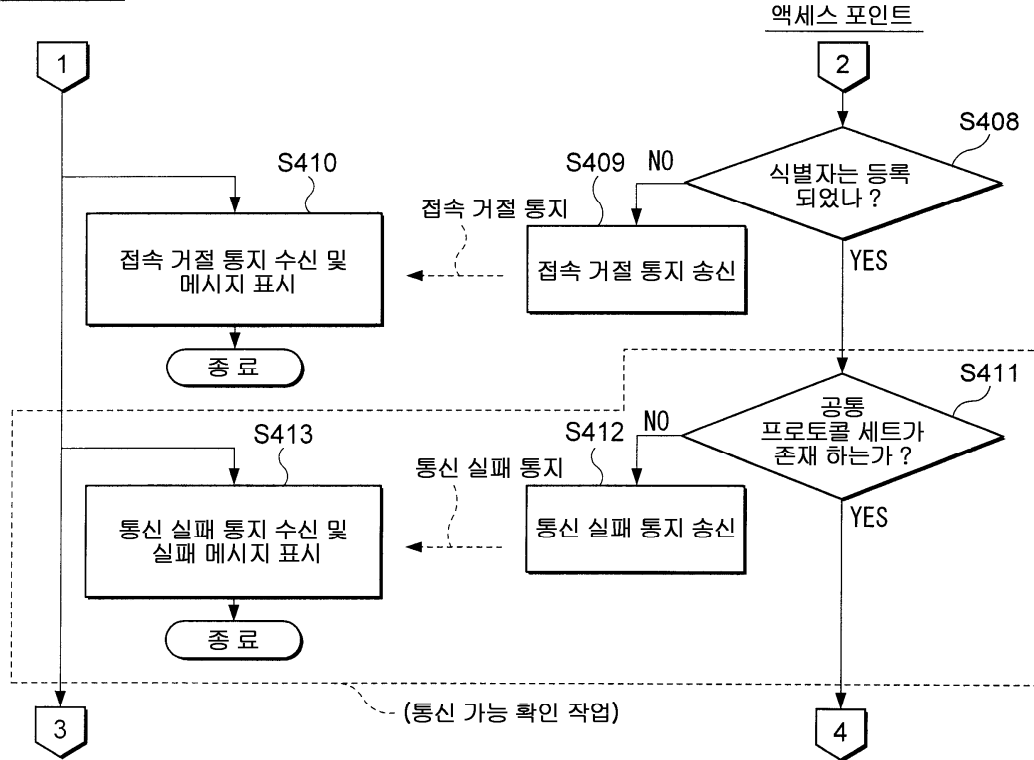 액세스 포인트
1
2
S408
식별자는 등록
되었나 ?
NO
YES
S410
S409
접속 거절 통지
접속 거절 통지 수신 및
메시지 표시
접속 거절 통지 송신
종 료
S411
공통
프로토콜 세트가
존재 하는가 ?
NO
YES
S413
S412
통신 실패 통지
통신 실패 통지 수신 및
실패 메시지 표시
통신 실패 통지 송신
종 료
(통신 가능 확인 작업)
3
4